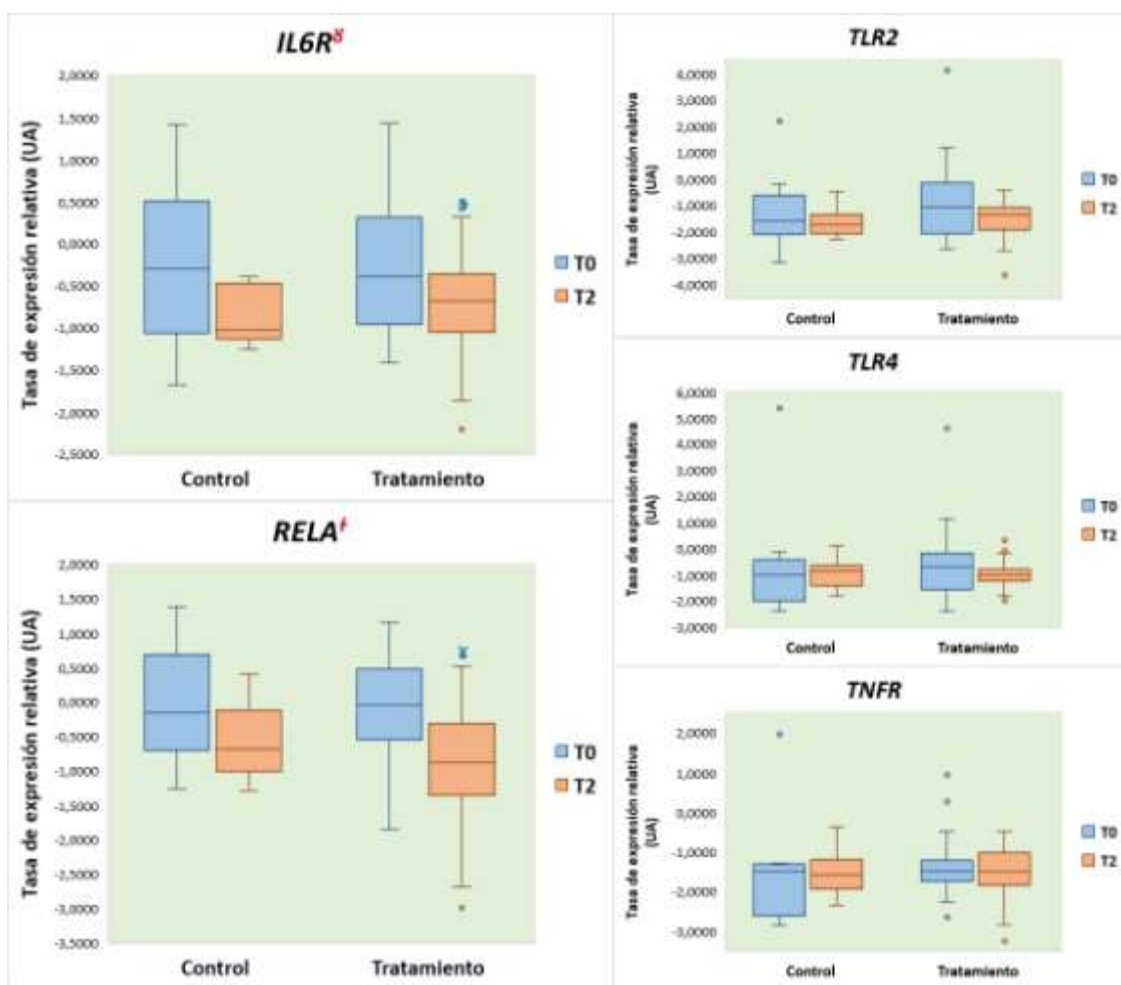 IL6R
Tasa de expresión relativa (UA)
2,0000
1,5000
1,0000
0,5000
0,0000
-0,5000
-1,0000
-1,5000
-2,0000
-2,5000
Control
Tratamiento
T0
T2
RELA
Tasa de expresión relativa (UA)
2,0000
1,5000
1,0000
0,5000
0,0000
-0,5000
-1,0000
-1,5000
-2,0000
-2,5000
-3,0000
-3,5000
Control
Tratamiento
T0
T2
TLR2
Tasa de expresión relativa
(UA)
4,0000
3,0000
2,0000
1,0000
0,0000
-1,0000
-2,0000
-3,0000
-4,0000
Control
Tratamiento
T0
T2
TLR4
Tasa de expresión relativa
(UA)
6,0000
5,0000
4,0000
3,0000
2,0000
1,0000
0,0000
-1,0000
-2,0000
-3,0000
Control
Tratamiento
T0
T2
TNFR
Tasa de expresión relativa
(UA)
2,0000
1,0000
0,0000
-1,0000
-2,0000
-3,0000
Control
Tratamiento
T0
T2